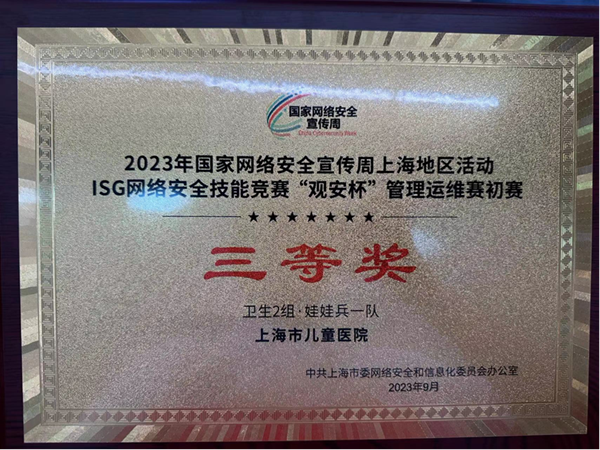 国家网络安全
宣传周
China Cybersecurity Week
2023年国家网络安全宣传周上海地区活动
ISG网络安全技能竞赛“观安杯”管理运维赛初赛
三等奖
卫生2组·娃娃兵一队
上海市儿童医院
中共上海市委网络安全和信息化委员会办公室
2023年9月